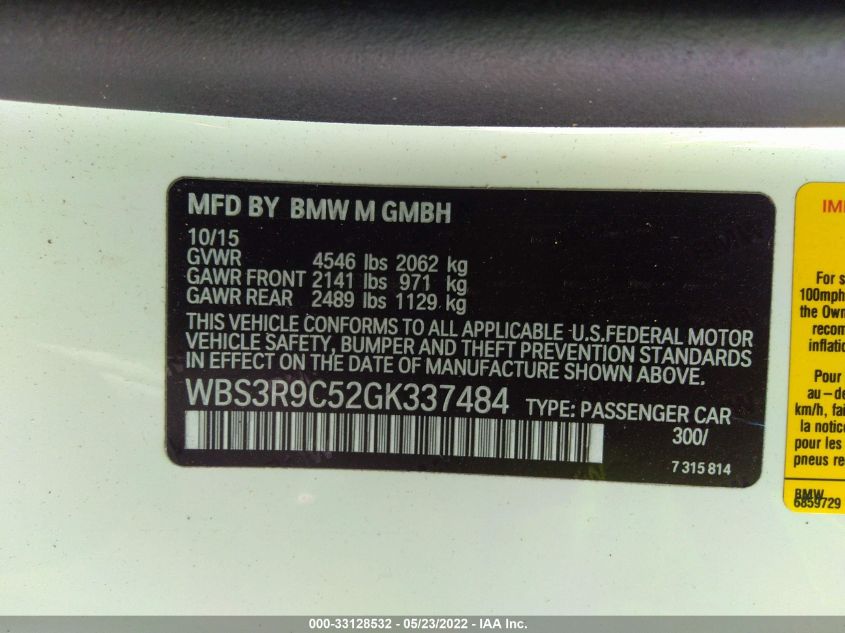 MFD BY BMW M GMBH
10/15
GVWR 4546 lbs 2062 kg
GAWR FRONT 2141 lbs 971 kg
GAWR REAR 2489 lbs 1129 kg
THIS VEHICLE CONFORMS TO ALL APPLICABLE U.S.FEDERAL MOTOR
VEHICLE SAFETY, BUMPER AND THEFT PREVENTION STANDARDS
IN EFFECT ON THE DATE OF MANUFACTURE SHOWN ABOVE.
WBS3R9C52GK337484 TYPE: PASSENGER CAR
300/
7 315 814
IMP
For s
100mph
the Own
recom
inflatio
Pour
au-de
km/h, fai
la notice
pour les
pneus re
BMW
6859729
000-33128532 - 05/23/2022 - IAA Inc.